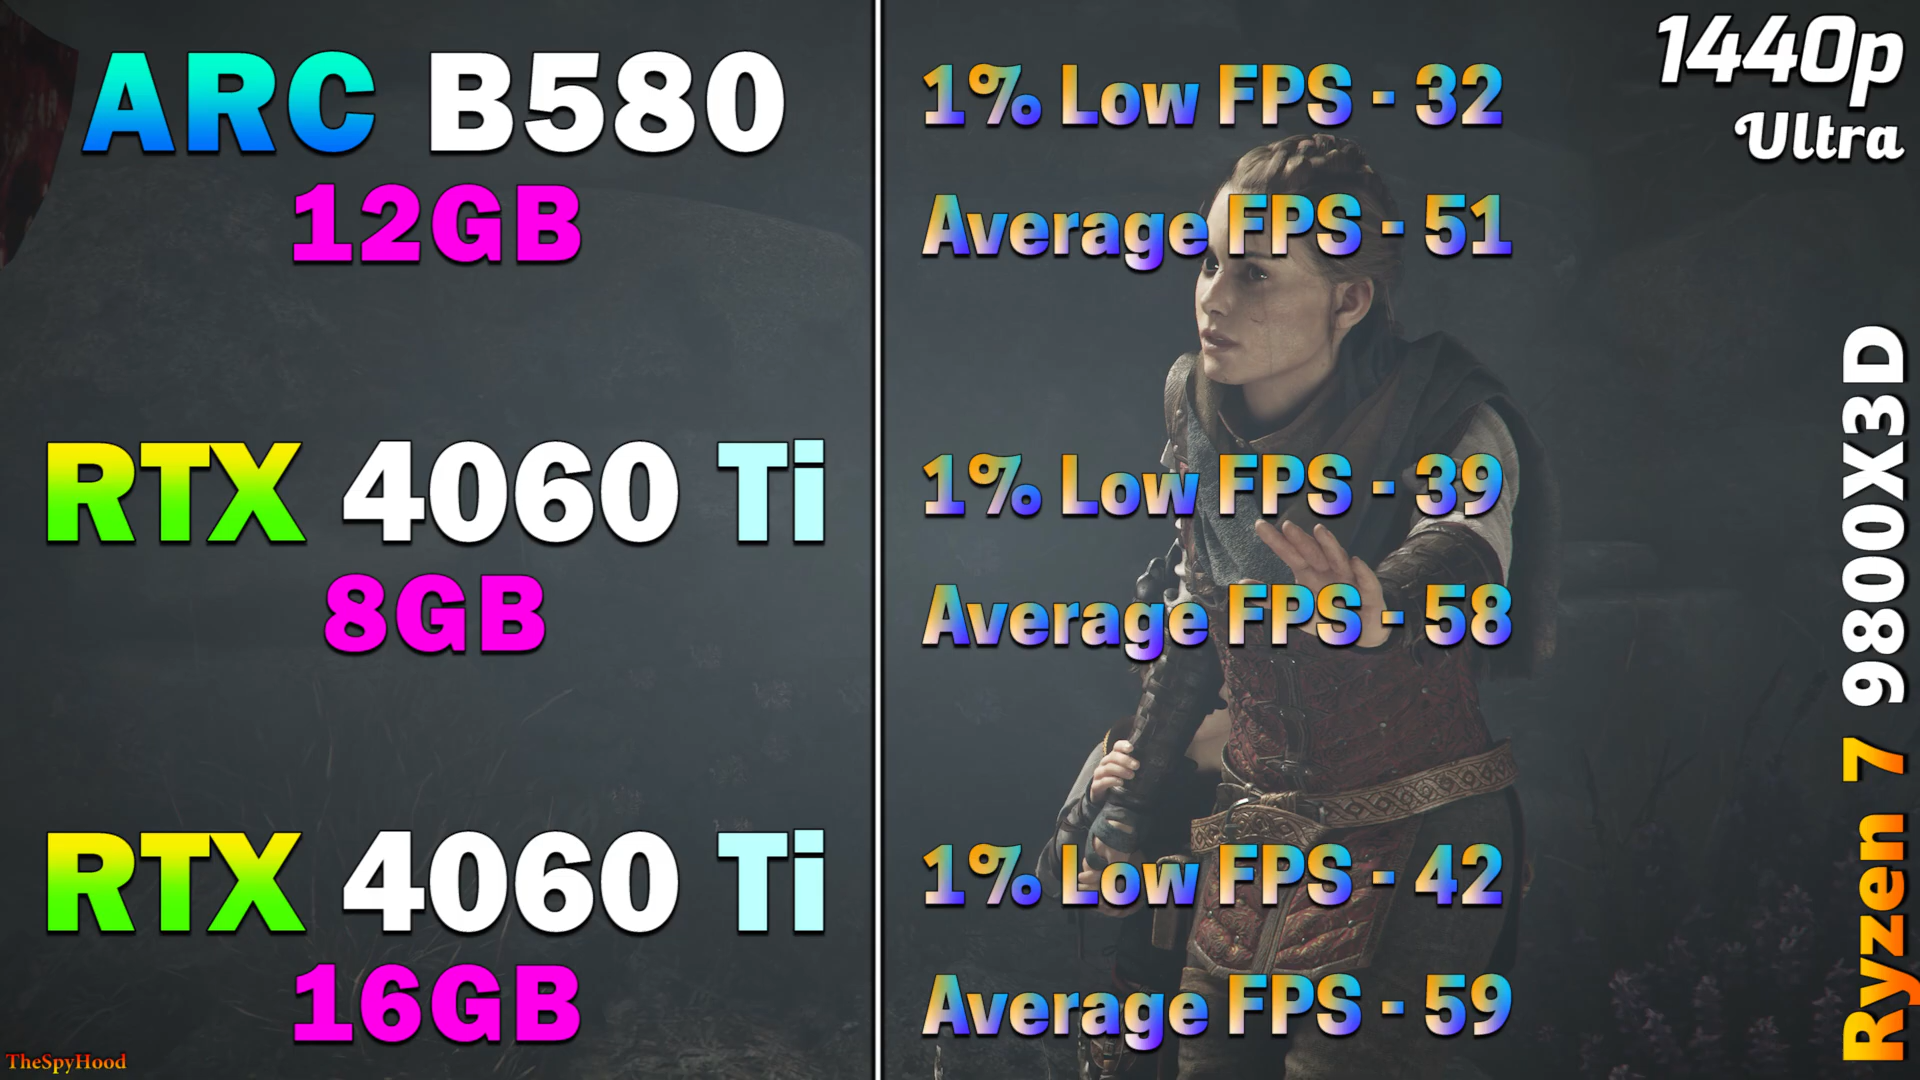 ARC B580
12GB
1% Low FPS - 32
Average FPS - 51
RTX 4060 Ti
8GB
1% Low FPS - 39
Average FPS - 58
RTX 4060 Ti
16GB
1% Low FPS - 42
Average FPS - 59
1440p
Ultra
Ryzen 7 9800X3D
TheSpyHood